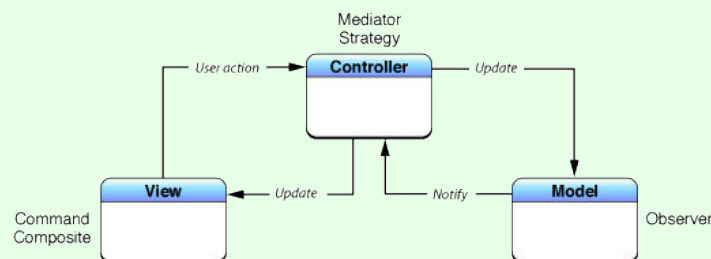 Mediator
Strategy
Controller
User action
Update
View
Update
Notify
Model
Command
Composite
Observer